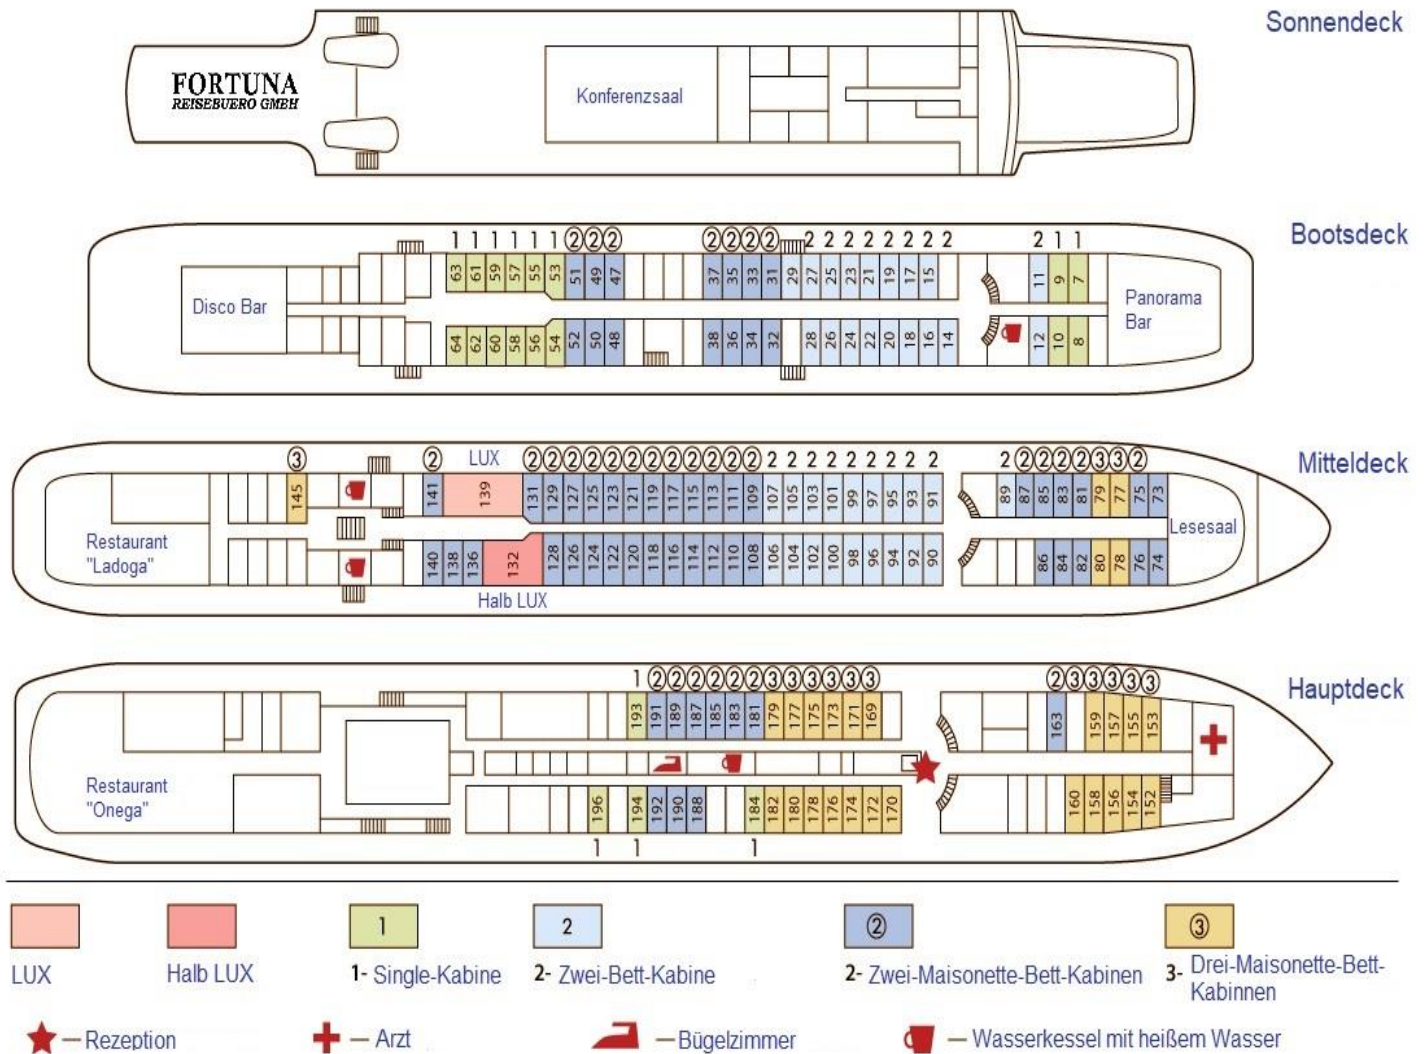 Sonnendeck
FORTUNA
REISEBUERO GMBH
Konferenzsaal
Bootsdeck
1 1 1 1 1 1 2 2 2 2 2 2 2 2 2 2 2 2 2 2 2 2 1 1
63 61 59 57 55 53 51 49 47 37 35 33 31 29 27 25 23 21 19 17 15 11 9 7
Disco Bar
Panorama
Bar
64 62 60 58 56 54 52 50 48 38 36 34 32 28 26 24 22 20 18 16 14 12 10 8
Mitteldeck
3 2 LUX 2 2 2 2 2 2 2 2 2 2 2 2 2 2 2 2 2 2 2 2 2 2 2 2 2 2 3 3 2
145 141 139 131 129 127 125 123 121 119 117 115 113 111 109 107 105 103 101 99 97 95 93 91 89 87 85 83 81 79 77 75 73
Restaurant
"Ladoga"
Lesesaal
140 138 136 132 128 126 124 122 120 118 116 114 112 110 108 106 104 102 100 98 96 94 92 90 86 84 82 80 78 76 74
Halb LUX
Hauptdeck
1 2 2 2 2 2 2 3 3 3 3 3 3 2 3 3 3 3 3
193 191 189 187 185 183 181 179 177 175 173 171 169 163 159 157 155 153
Restaurant
"Onega"
196 194 192 190 188 184 182 180 178 176 174 172 170 160 158 156 154 152
1 1 1
1 2 2 3
LUX
Halb LUX
1- Single-Kabine
2- Zwei-Bett-Kabine
2- Zwei-Maisonette-Bett-Kabinen
3- Drei-Maisonette-Bett-
Kabinnen
– Rezeption
– Arzt
– Bügelzimmer
– Wasserkessel mit heißem Wasser